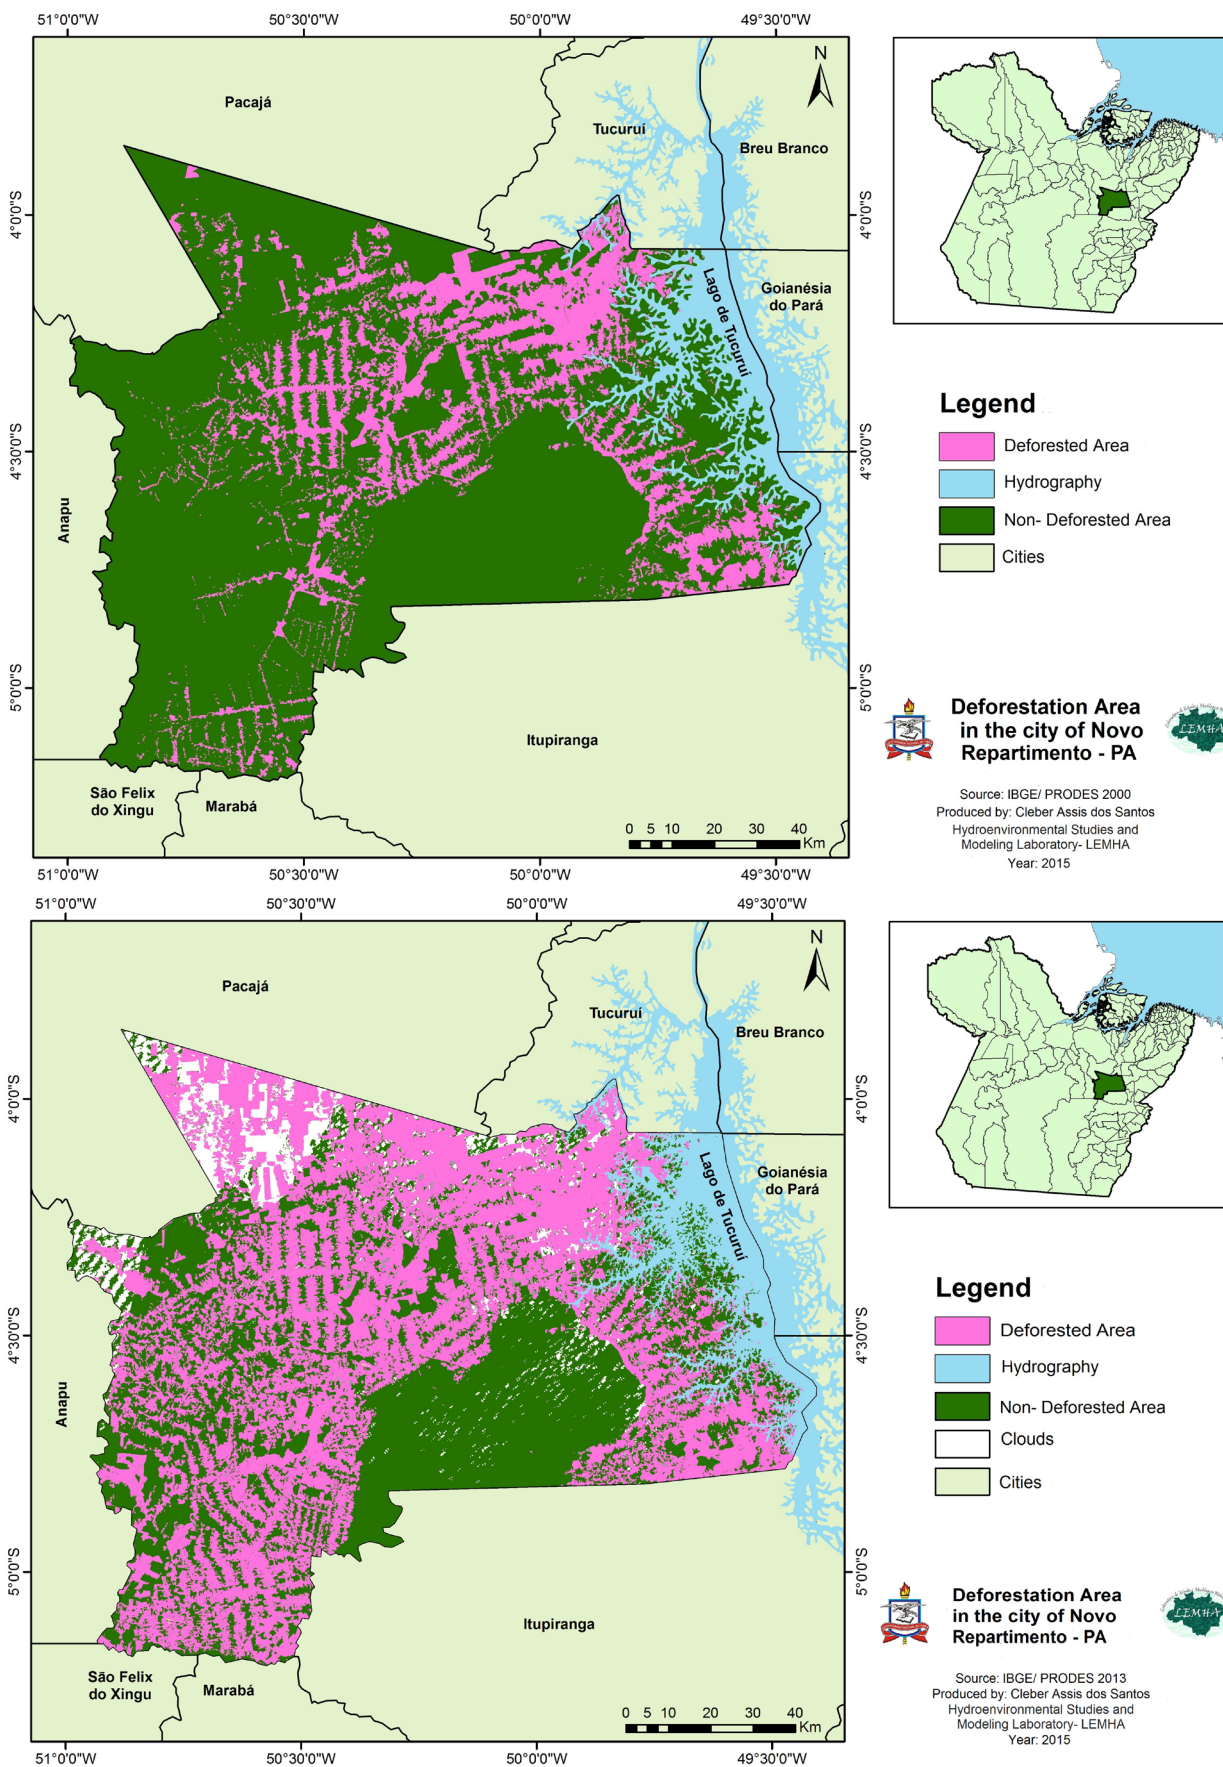 51°0'0"W 50°30'0"W 50°0'0"W 49°30'0"W
N
Pacajá
Tucuruí
Breu Branco
4°0'0"S 4°0'0"S
Lago de Tucuruí
Goianésia
do Pará
4°30'0"S 4°30'0"S
Anapu
5°0'0"S 5°0'0"S
Itupiranga
São Felix
do Xingu
Marabá
0 5 10 20 30 40
Km
51°0'0"W 50°30'0"W 50°0'0"W 49°30'0"W
Legend
Deforested Area
Hydrography
Non- Deforested Area
Cities
Deforestation Area
in the city of Novo
Repartimento - PA
LEMHA
Source: IBGE/ PRODES 2000
Produced by: Cleber Assis dos Santos
Hydroenvironmental Studies and
Modeling Laboratory- LEMHA
Year: 2015
51°0'0"W 50°30'0"W 50°0'0"W 49°30'0"W
N
Pacajá
Tucuruí
Breu Branco
4°0'0"S 4°0'0"S
Lago de Tucuruí
Goianésia
do Pará
4°30'0"S 4°30'0"S
Anapu
5°0'0"S 5°0'0"S
Itupiranga
São Felix
do Xingu
Marabá
0 5 10 20 30 40
Km
51°0'0"W 50°30'0"W 50°0'0"W 49°30'0"W
Legend
Deforested Area
Hydrography
Non- Deforested Area
Clouds
Cities
Deforestation Area
in the city of Novo
Repartimento - PA
LEMHA
Source: IBGE/ PRODES 2013
Produced by: Cleber Assis dos Santos
Hydroenvironmental Studies and
Modeling Laboratory- LEMHA
Year: 2015